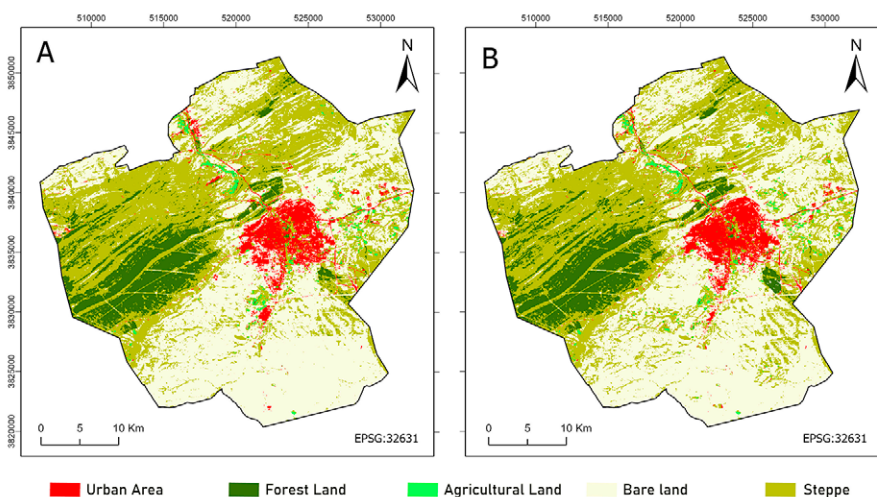 510000 515000 520000 525000 530000
510000 515000 520000 525000 530000
A
N
B
N
3850000
3845000
3840000
3835000
3830000
3825000
3820000
0 5 10 Km
EPSG:32631
0 5 10 Km
EPSG:32631
Urban Area Forest Land Agricultural Land Bare land Steppe